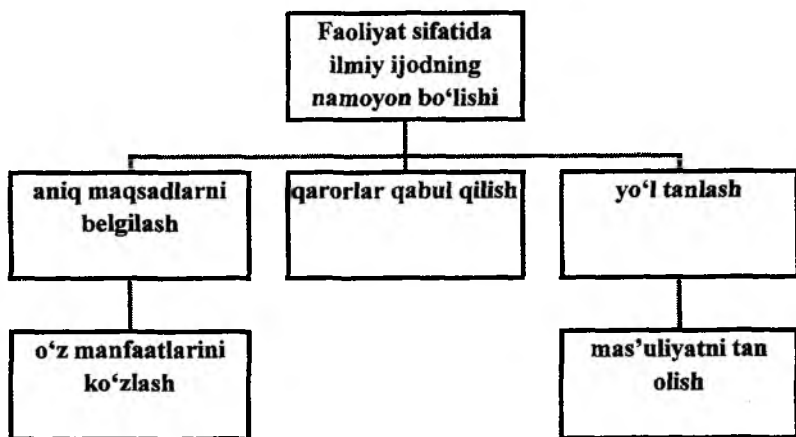 Faoliyat sifatida
ilmiy ijodning
namoyon bo‘lishi
aniq maqsadlarni
belgilash
qarorlar qabul qilish
yo‘l tanlash
o‘z manfaatlarini
ko‘zlash
mas’uliyatni tan
olish